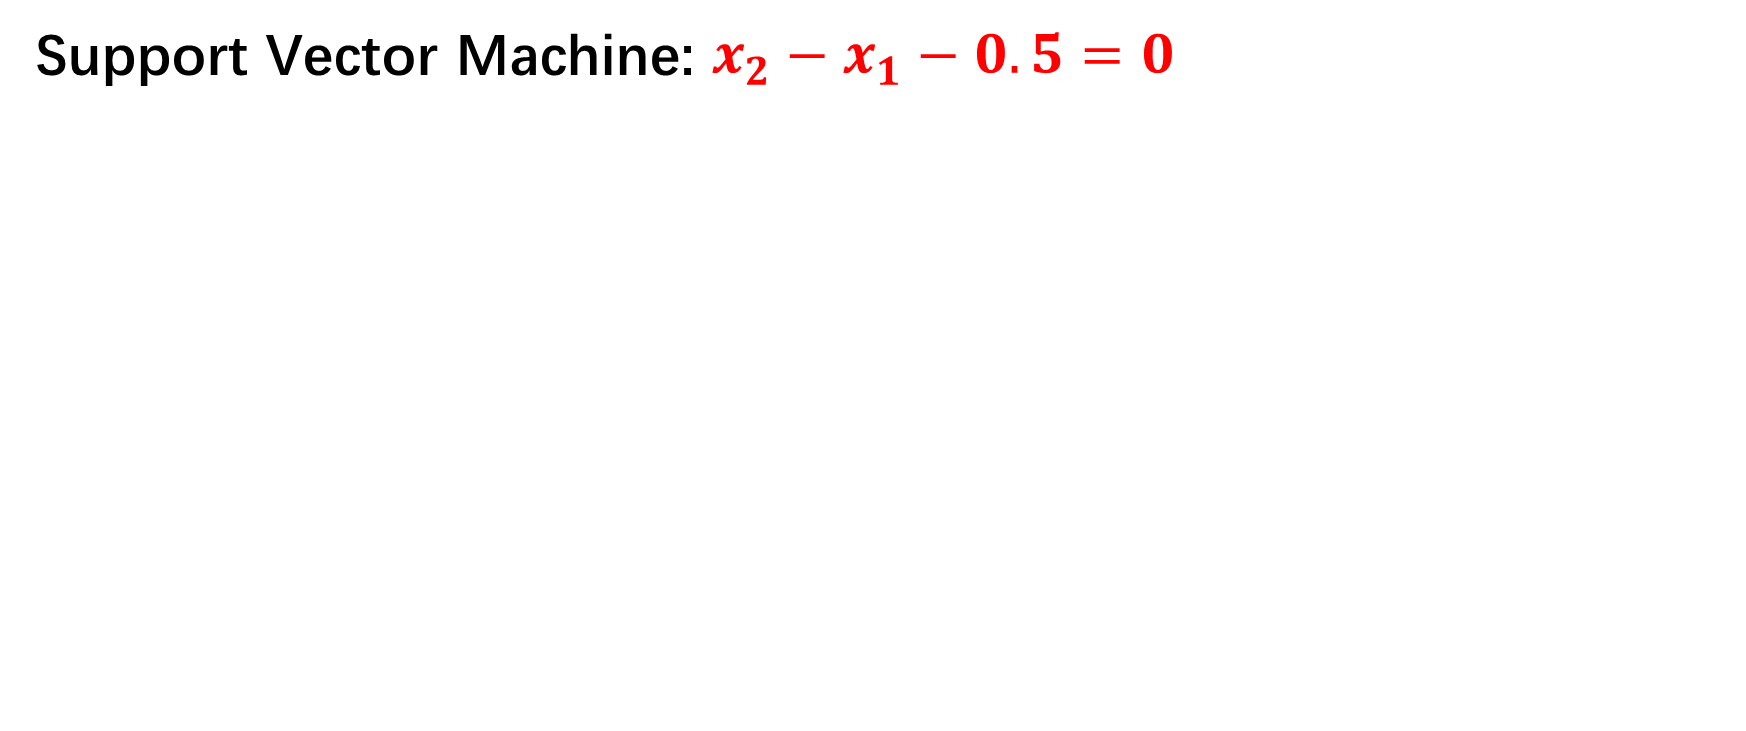 Support Vector Machine: x₂ − x₁ − 0.5 = 0